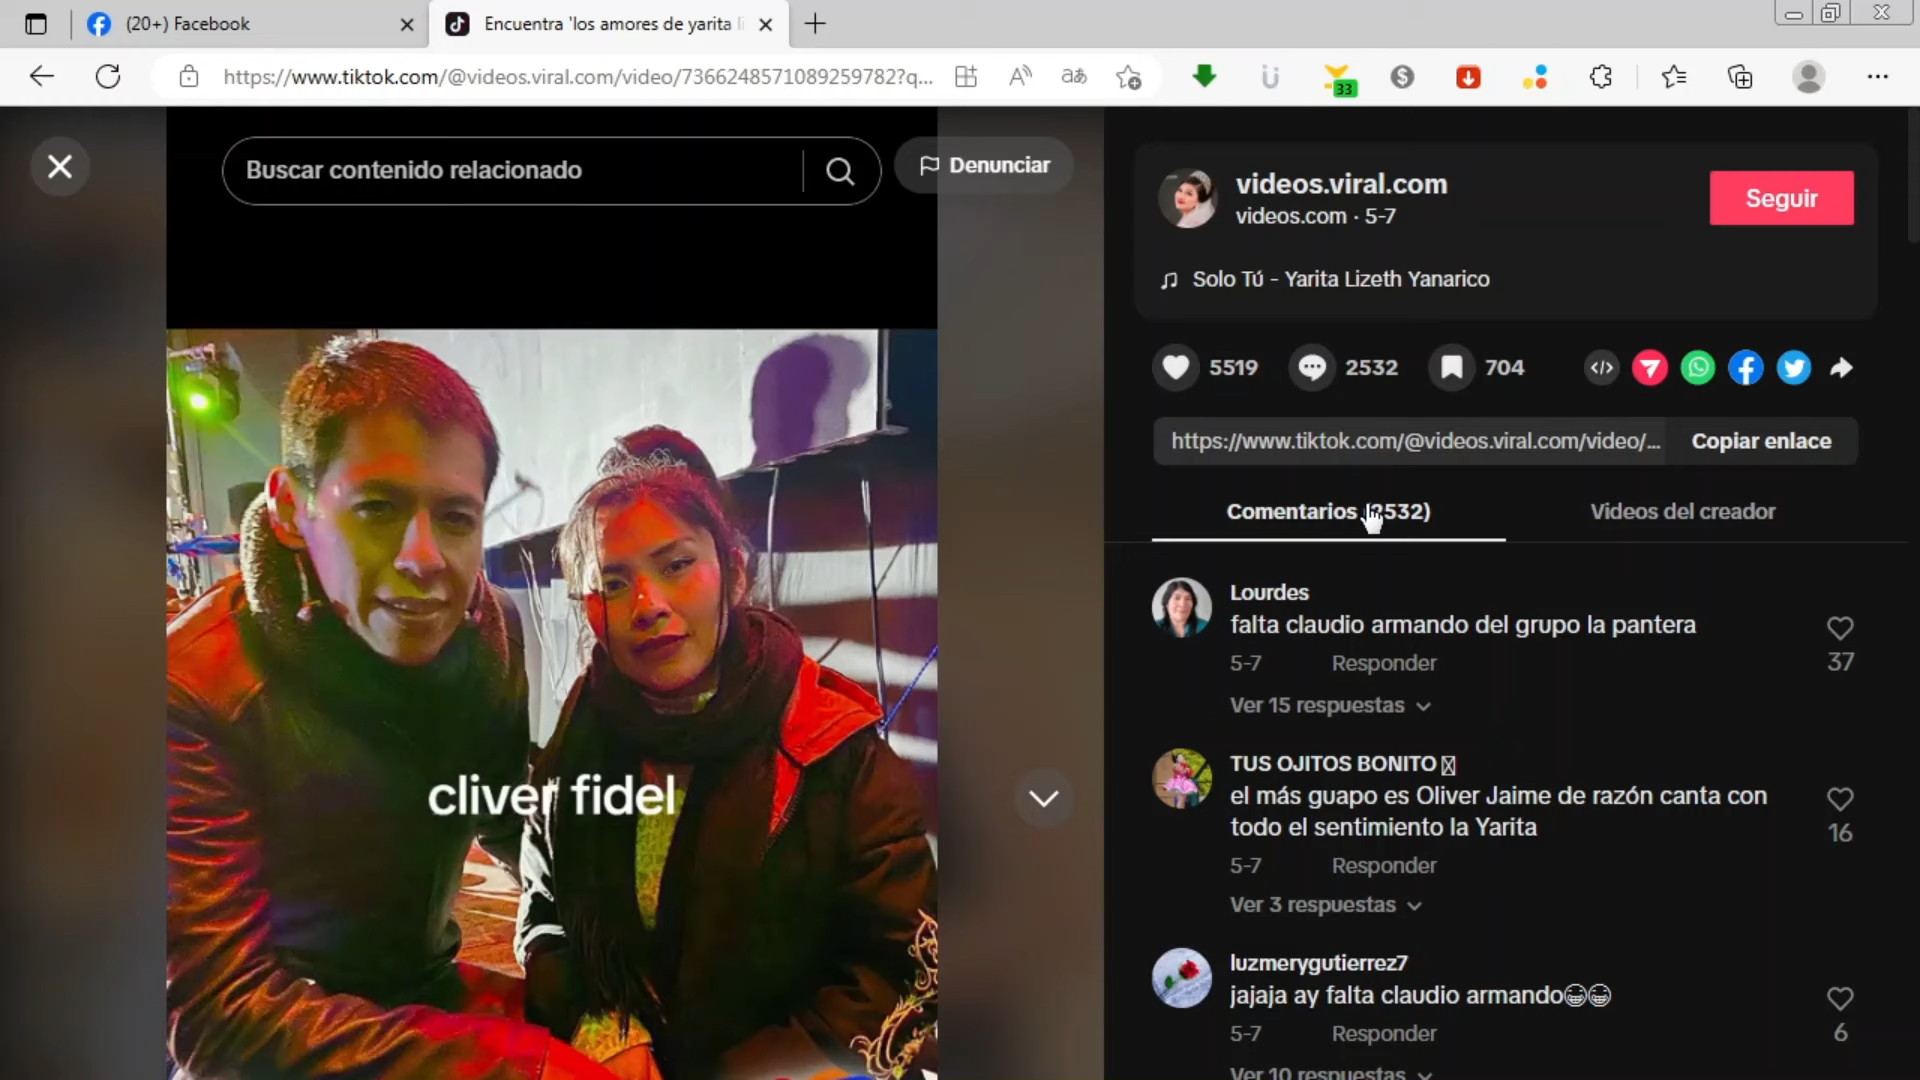 (20+) Facebook
Encuentra 'los amores de yarita li
https://www.tiktok.com/@videos.viral.com/video/7366248571089259782?q...
33
Buscar contenido relacionado
Denunciar
videos.viral.com
videos.com · 5-7
Seguir
Solo Tú - Yarita Lizeth Yanarico
5519
2532
704
https://www.tiktok.com/@videos.viral.com/video/...
Copiar enlace
Comentarios (2532)
Videos del creador
cliver fidel
Lourdes
falta claudio armando del grupo la pantera
37
5-7 Responder
Ver 15 respuestas
TUS OJITOS BONITO
el más guapo es Oliver Jaime de razón canta con
todo el sentimiento la Yarita
16
5-7 Responder
Ver 3 respuestas
luzmerygutierrez7
jajaja ay falta claudio armando😂😂
6
5-7 Responder
Ver 10 respuestas